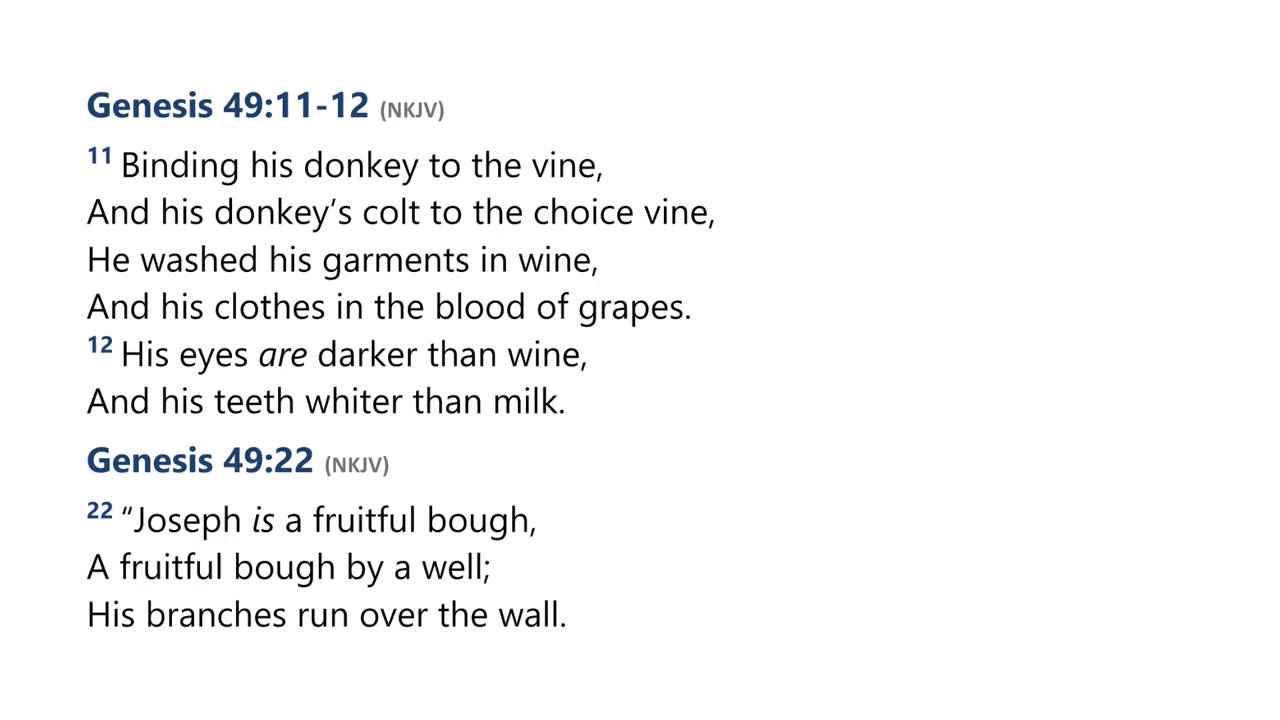 Genesis 49:11-12 (NKJV)
11 Binding his donkey to the vine,
And his donkey’s colt to the choice vine,
He washed his garments in wine,
And his clothes in the blood of grapes.
12 His eyes are darker than wine,
And his teeth whiter than milk.
Genesis 49:22 (NKJV)
22 “Joseph is a fruitful bough,
A fruitful bough by a well;
His branches run over the wall.